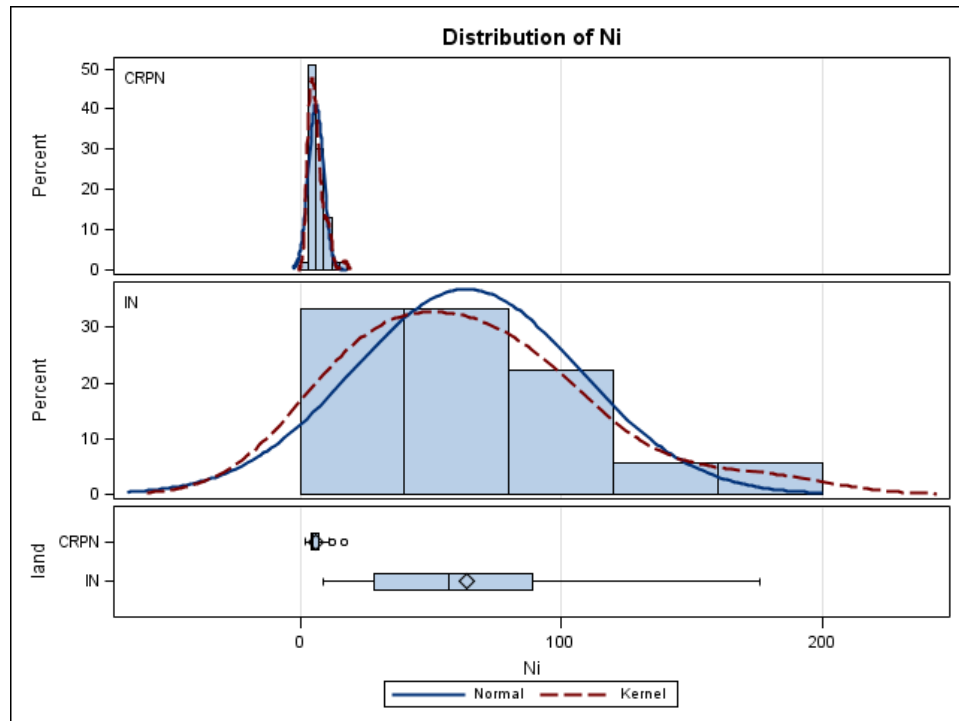 Distribution of Ni
CRPN
50
40
30
20
10
0
Percent
IN
30
20
10
0
Percent
CRPN
IN
land
0 100 200
Ni
Normal Kernel